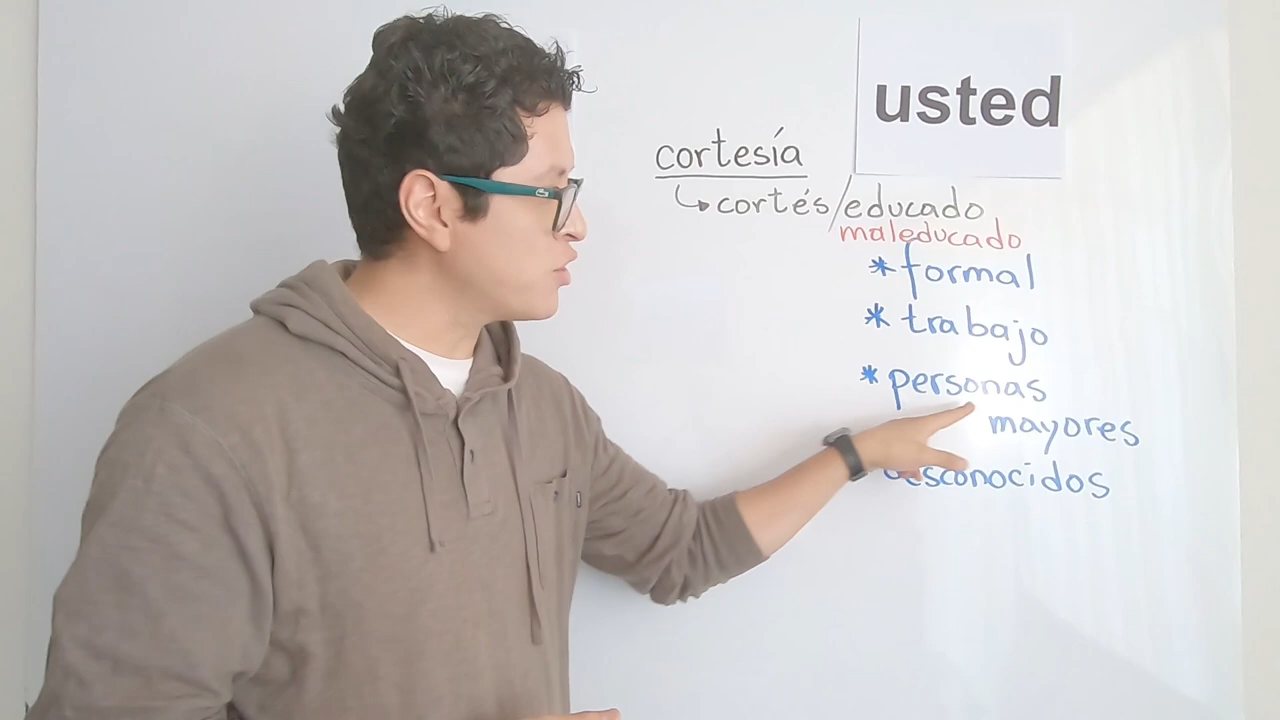 usted
cortesía
↳ cortés/educado
maleducado
* formal
* trabajo
* personas
mayores
desconocidos